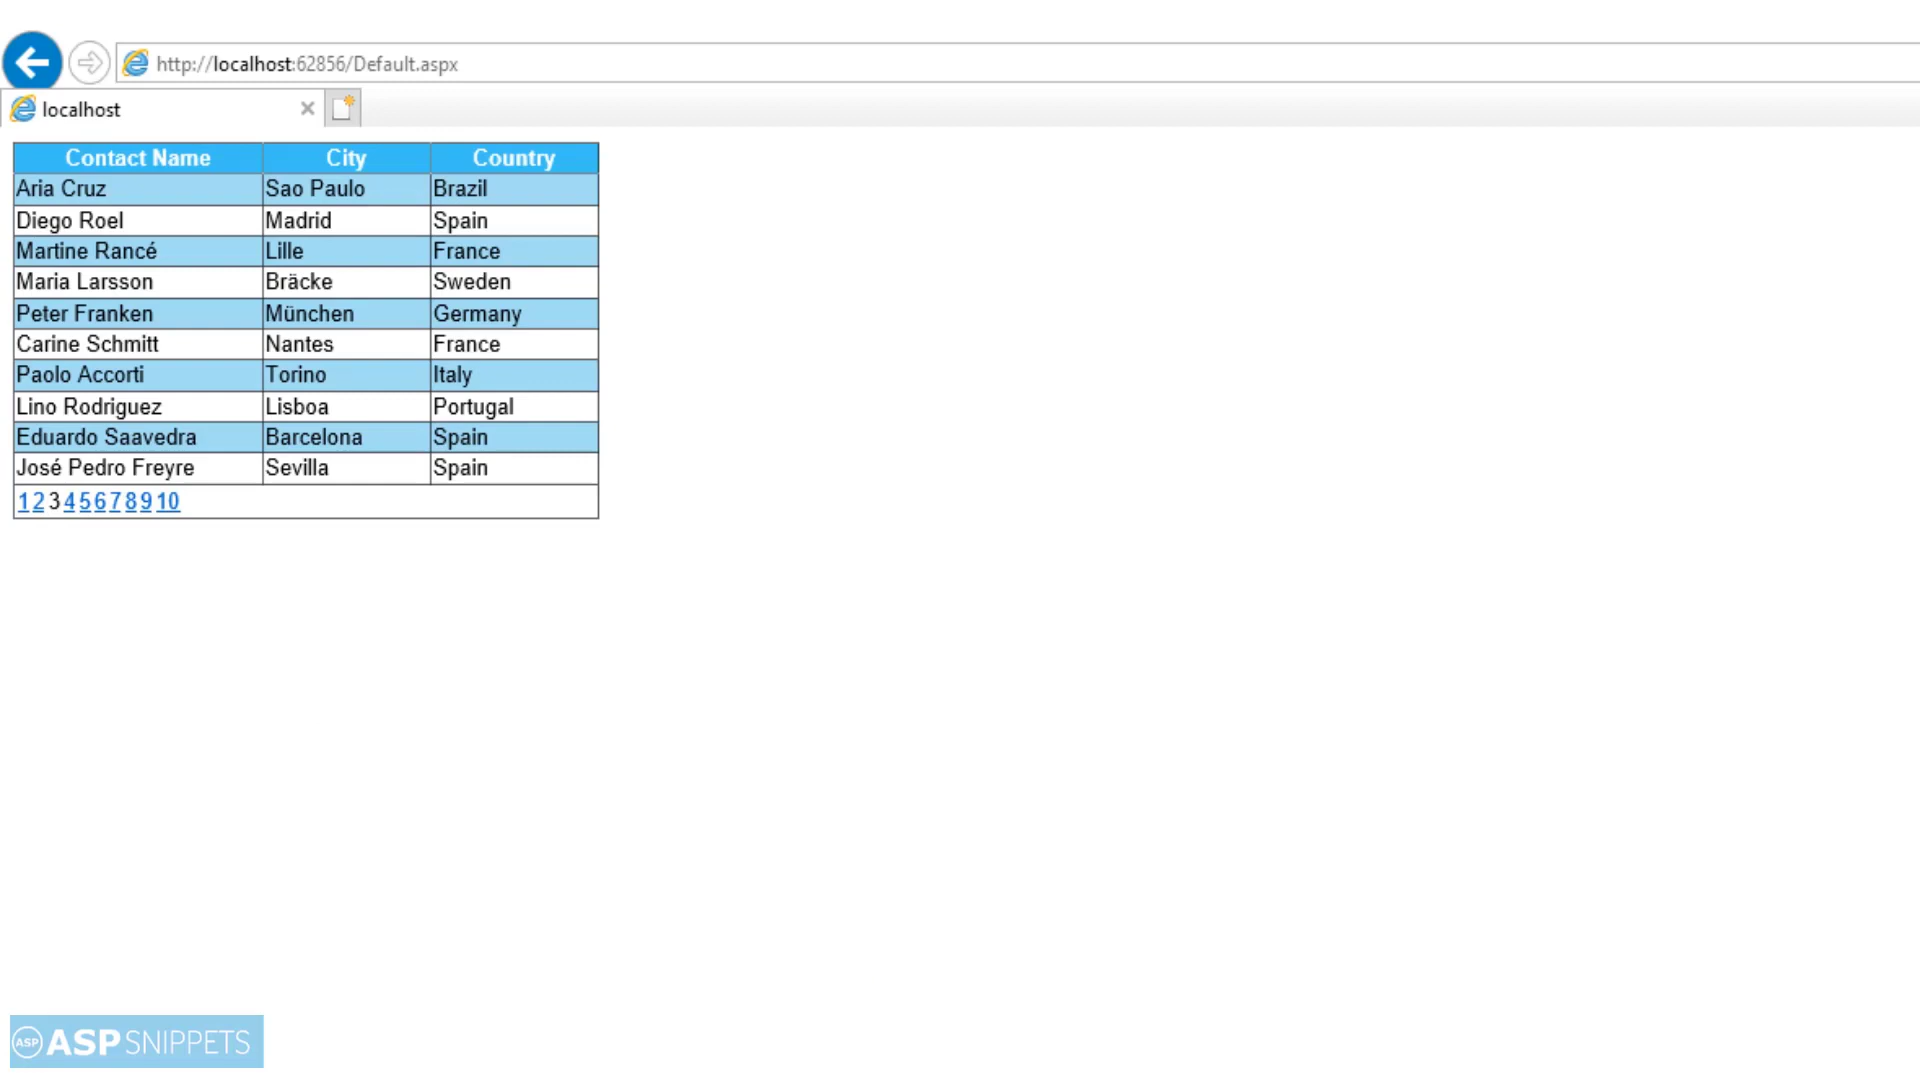 http://localhost:62856/Default.aspx
localhost
Contact Name City Country
Aria Cruz Sao Paulo Brazil
Diego Roel Madrid Spain
Martine Rancé Lille France
Maria Larsson Bräcke Sweden
Peter Franken München Germany
Carine Schmitt Nantes France
Paolo Accorti Torino Italy
Lino Rodriguez Lisboa Portugal
Eduardo Saavedra Barcelona Spain
José Pedro Freyre Sevilla Spain
1 2 3 4 5 6 7 8 9 10
ASP ASPSNIPPETS